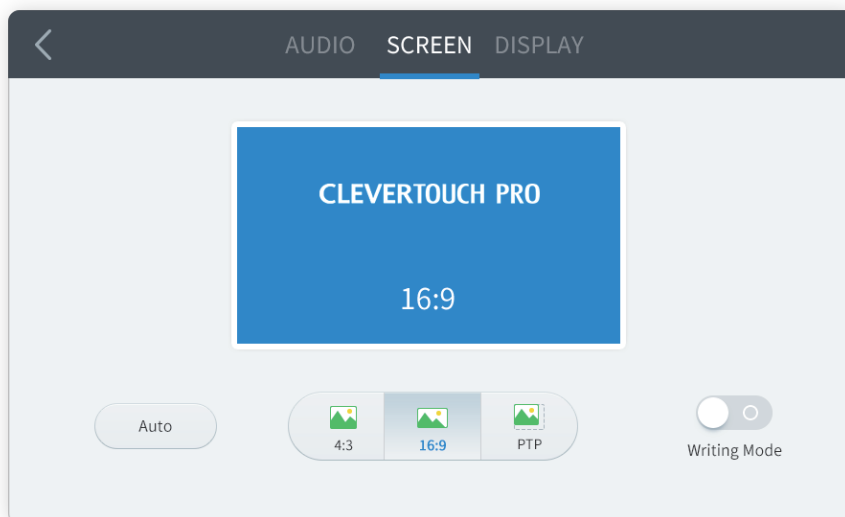 AUDIO SCREEN DISPLAY
CLEVERTOUCH PRO
16:9
Auto
4:3 16:9 PTP
Writing Mode